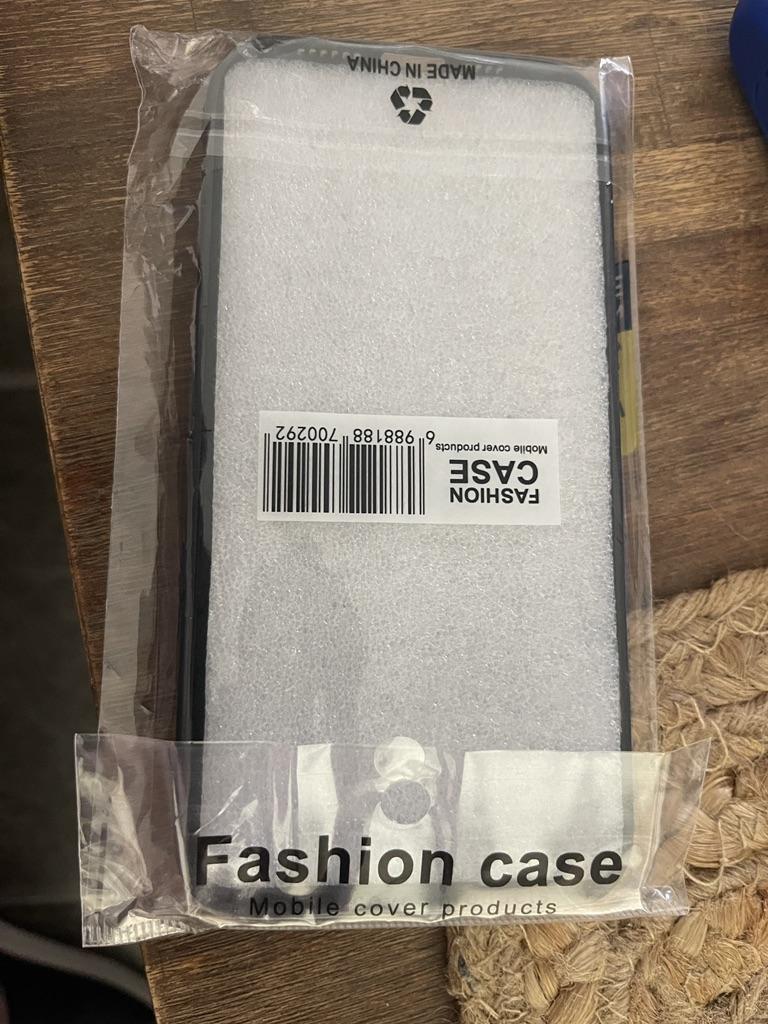 MADE IN CHINA
FASHION
CASE
Mobile cover products
6 988188 700292
Fashion case
Mobile cover products